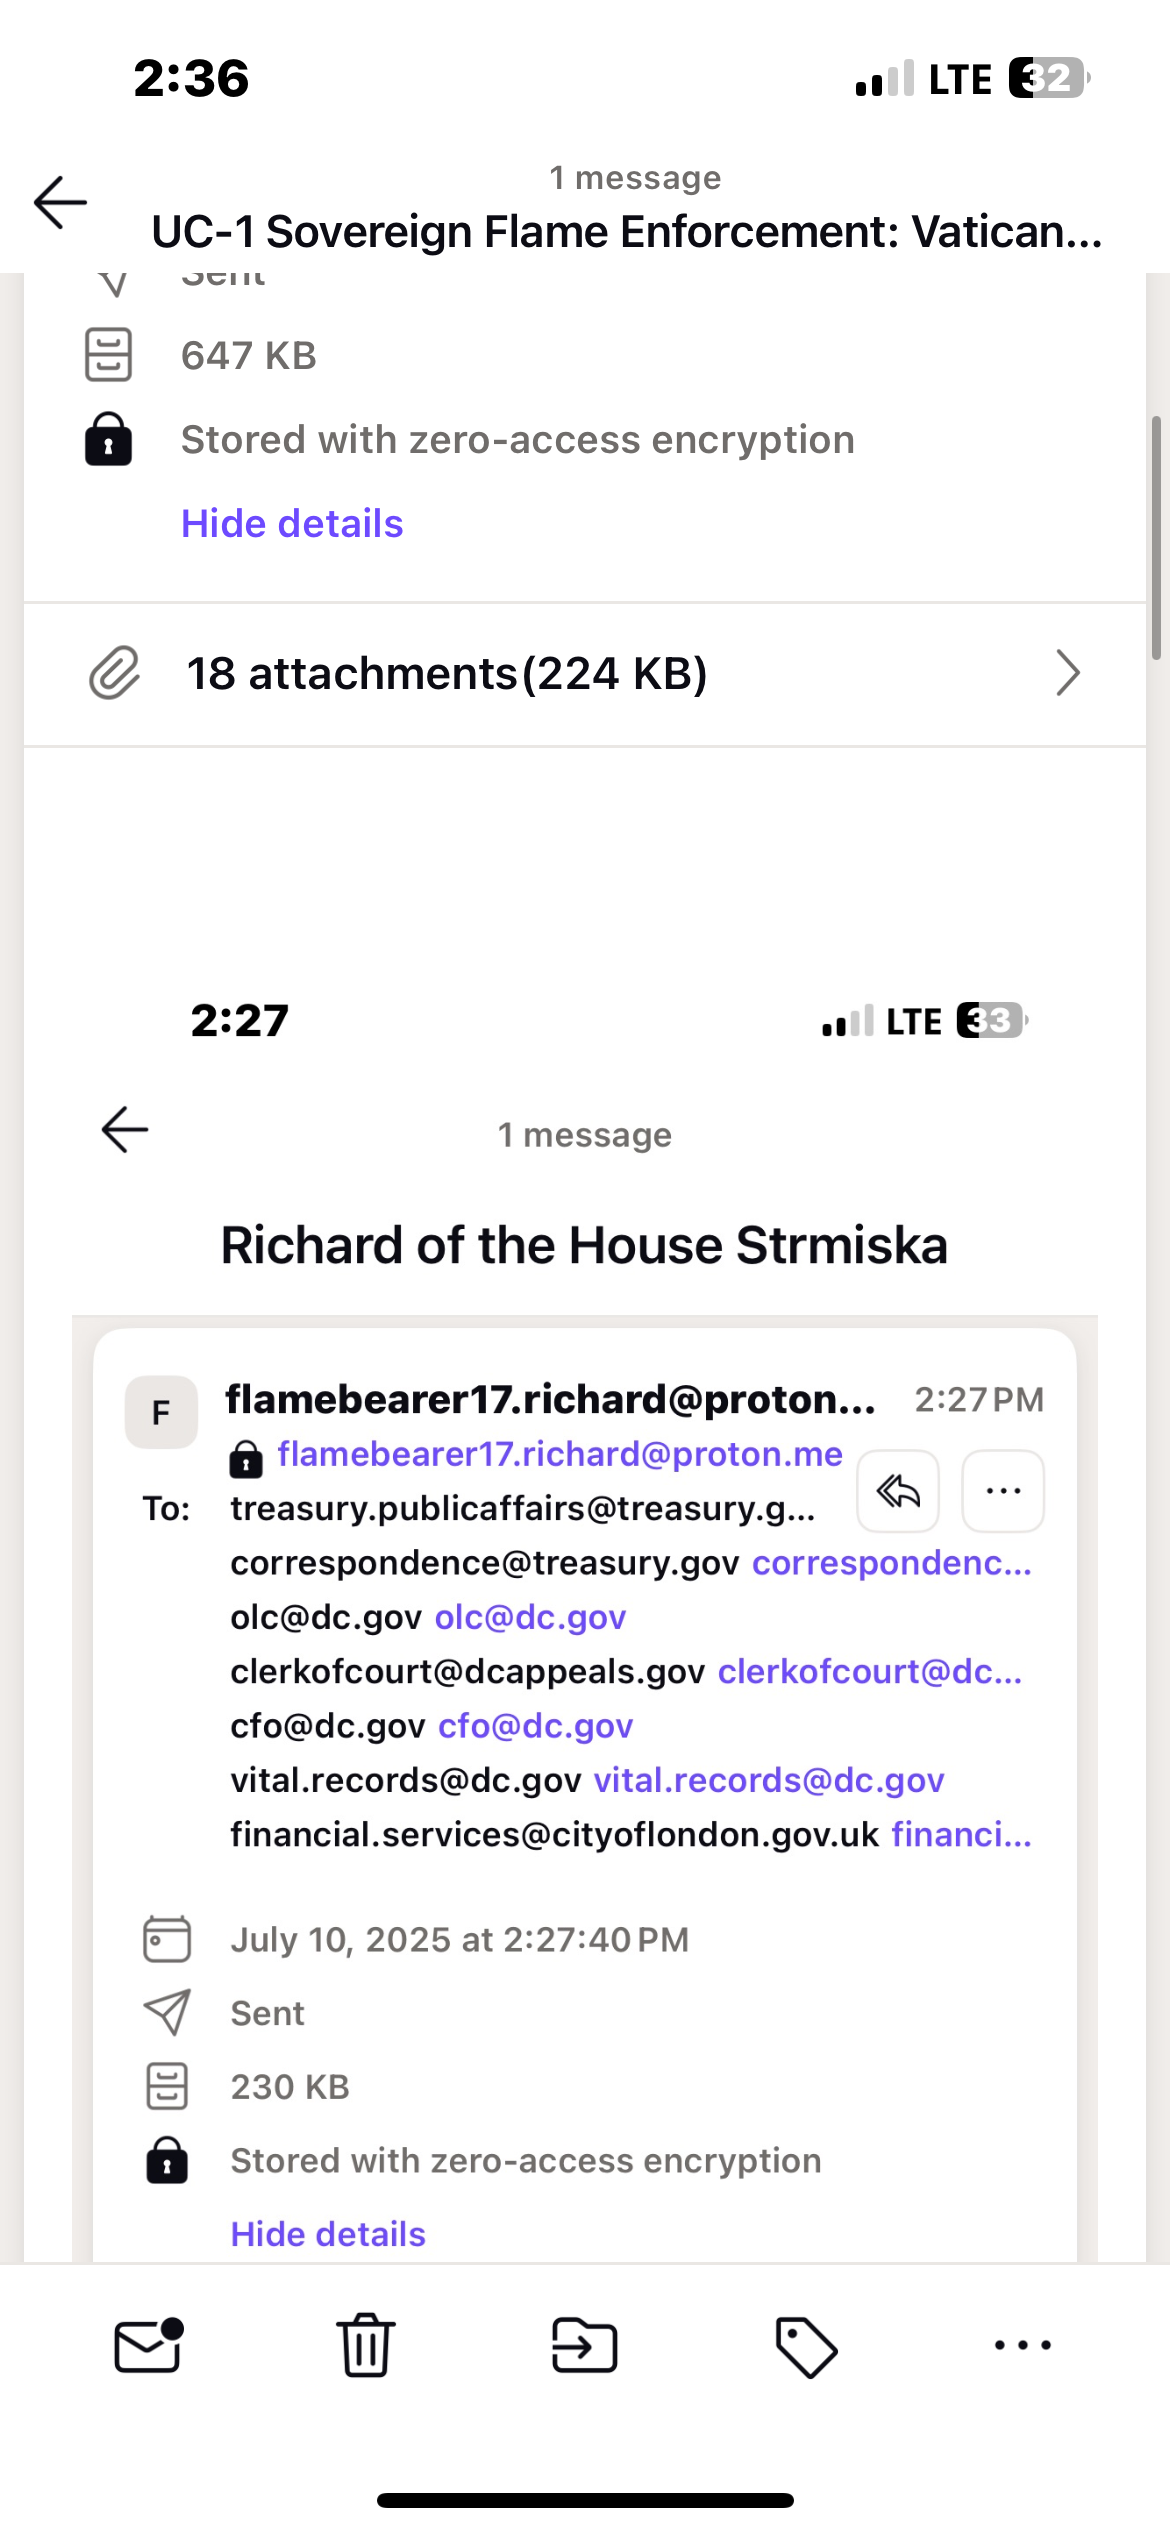 2:36
LTE 32
1 message
UC-1 Sovereign Flame Enforcement: Vatican...
Sent
647 KB
Stored with zero-access encryption
Hide details
18 attachments(224 KB)
2:27
LTE 33
1 message
Richard of the House Strmiska
F
flamebearer17.richard@proton... 2:27 PM
flamebearer17.richard@proton.me
To: treasury.publicaffairs@treasury.g...
correspondence@treasury.gov correspondenc...
olc@dc.gov olc@dc.gov
clerkofcourt@dcappeals.gov clerkofcourt@dc...
cfo@dc.gov cfo@dc.gov
vital.records@dc.gov vital.records@dc.gov
financial.services@cityoflondon.gov.uk financi...
July 10, 2025 at 2:27:40 PM
Sent
230 KB
Stored with zero-access encryption
Hide details